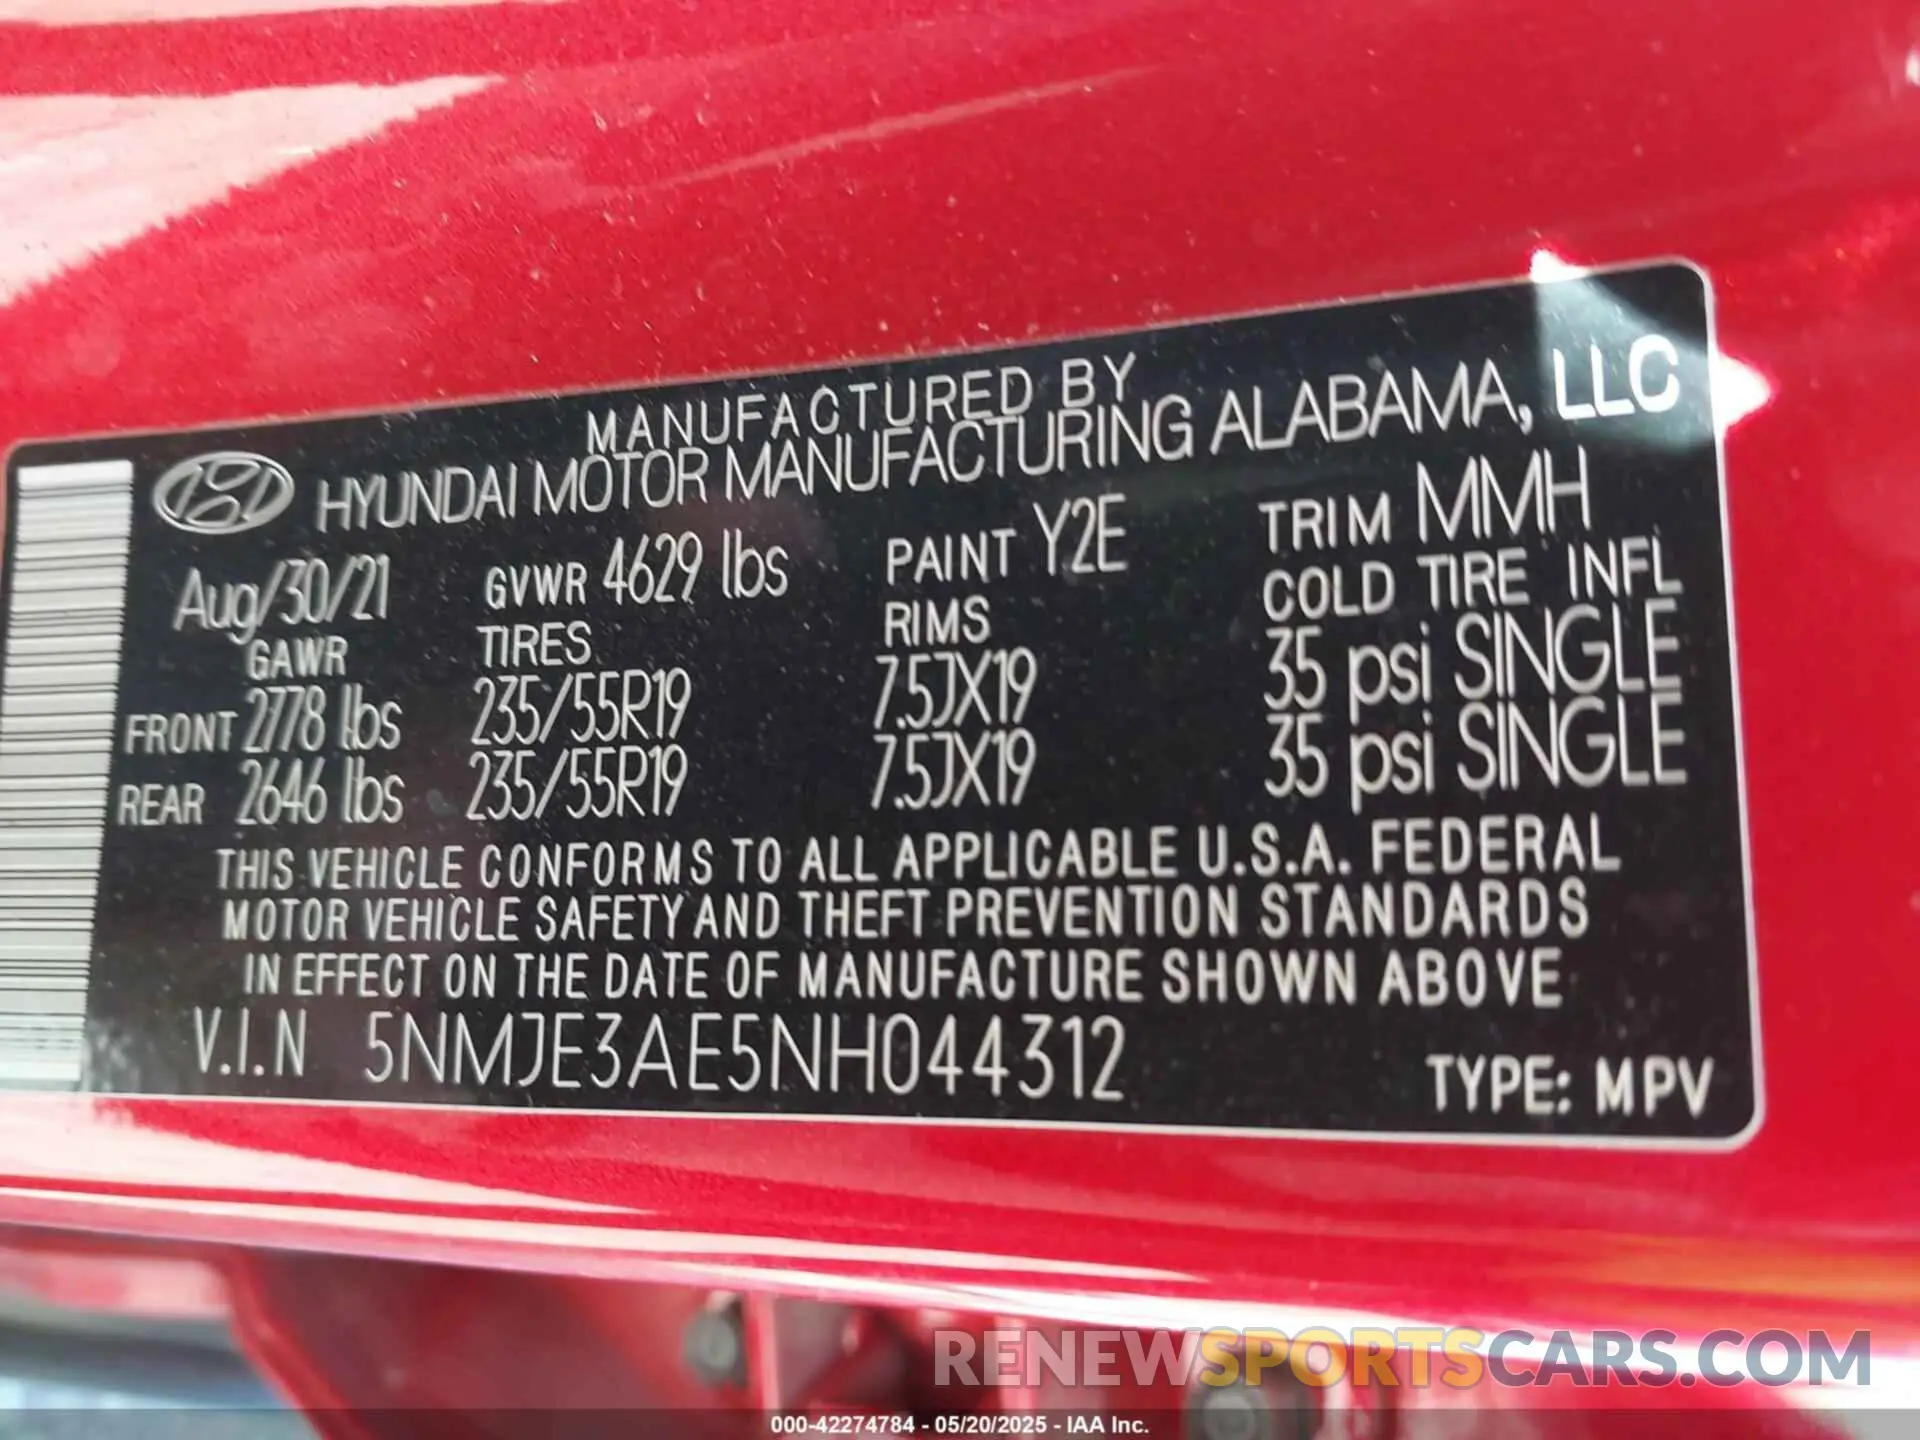 MANUFACTURED BY
HYUNDAI MOTOR MANUFACTURING ALABAMA, LLC
Aug/30/21 GVWR 4629 lbs PAINT Y2E TRIM MMH
GAWR TIRES RIMS COLD TIRE INFL
FRONT 2778 lbs 235/55R19 7.5JX19 35 psi SINGLE
REAR 2646 lbs 235/55R19 7.5JX19 35 psi SINGLE
THIS VEHICLE CONFORMS TO ALL APPLICABLE U.S.A. FEDERAL
MOTOR VEHICLE SAFETY AND THEFT PREVENTION STANDARDS
IN EFFECT ON THE DATE OF MANUFACTURE SHOWN ABOVE
V.I.N 5NMJE3AE5NH044312 TYPE: MPV
RENEWSPORTSCARS.COM
000-42274784 - 05/20/2025 - IAA Inc.